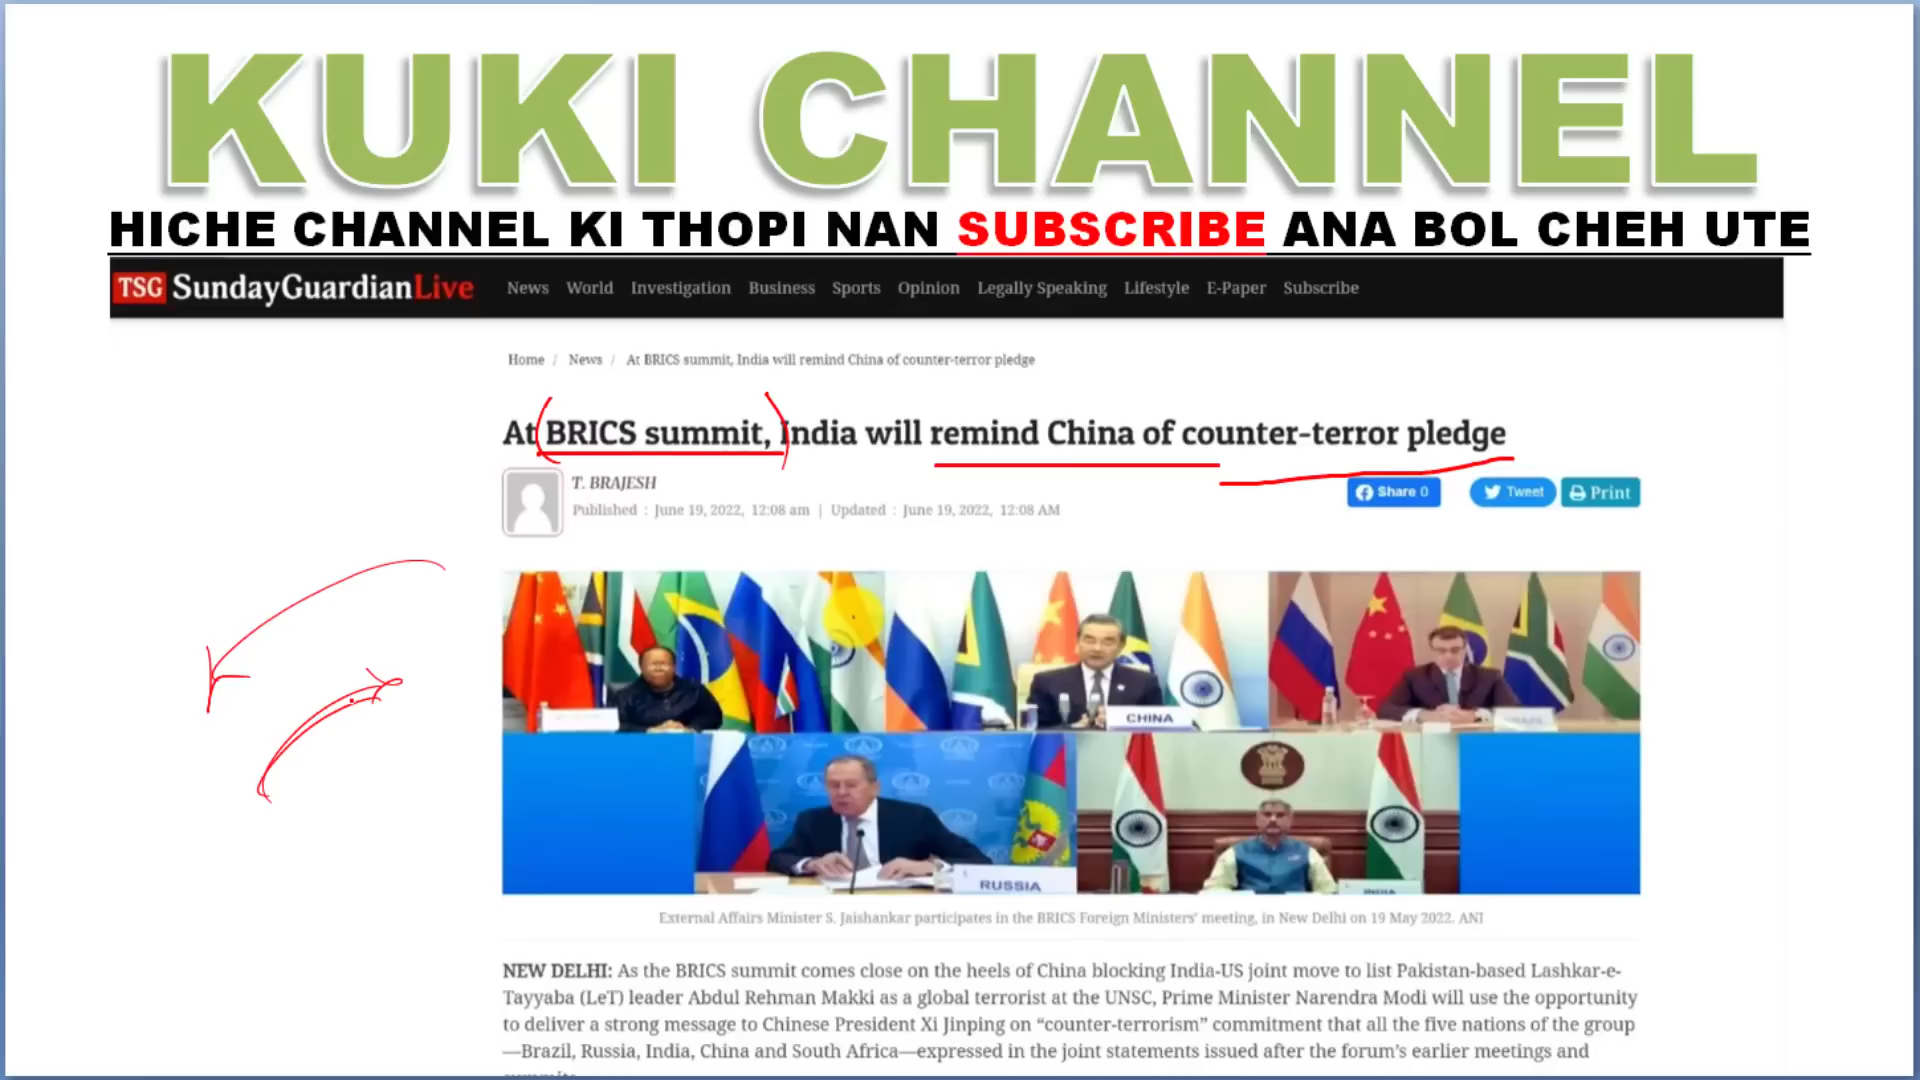 KUKI CHANNEL
HICHE CHANNEL KI THOPI NAN SUBSCRIBE ANA BOL CHEH UTE
TSG SundayGuardianLive News World Investigation Business Sports Opinion Legally Speaking Lifestyle E-Paper Subscribe
Home / News / At BRICS summit, India will remind China of counter-terror pledge
At BRICS summit, India will remind China of counter-terror pledge
T. BRAJESH
Published : June 19, 2022, 12:08 am | Updated : June 19, 2022, 12:08 AM
Share 0 Tweet Print
CHINA
RUSSIA
INDIA
External Affairs Minister S. Jaishankar participates in the BRICS Foreign Ministers' meeting, in New Delhi on 19 May 2022. ANI
NEW DELHI: As the BRICS summit comes close on the heels of China blocking India-US joint move to list Pakistan-based Lashkar-e-
Tayyaba (LeT) leader Abdul Rehman Makki as a global terrorist at the UNSC, Prime Minister Narendra Modi will use the opportunity
to deliver a strong message to Chinese President Xi Jinping on “counter-terrorism” commitment that all the five nations of the group
—Brazil, Russia, India, China and South Africa—expressed in the joint statements issued after the forum’s earlier meetings and